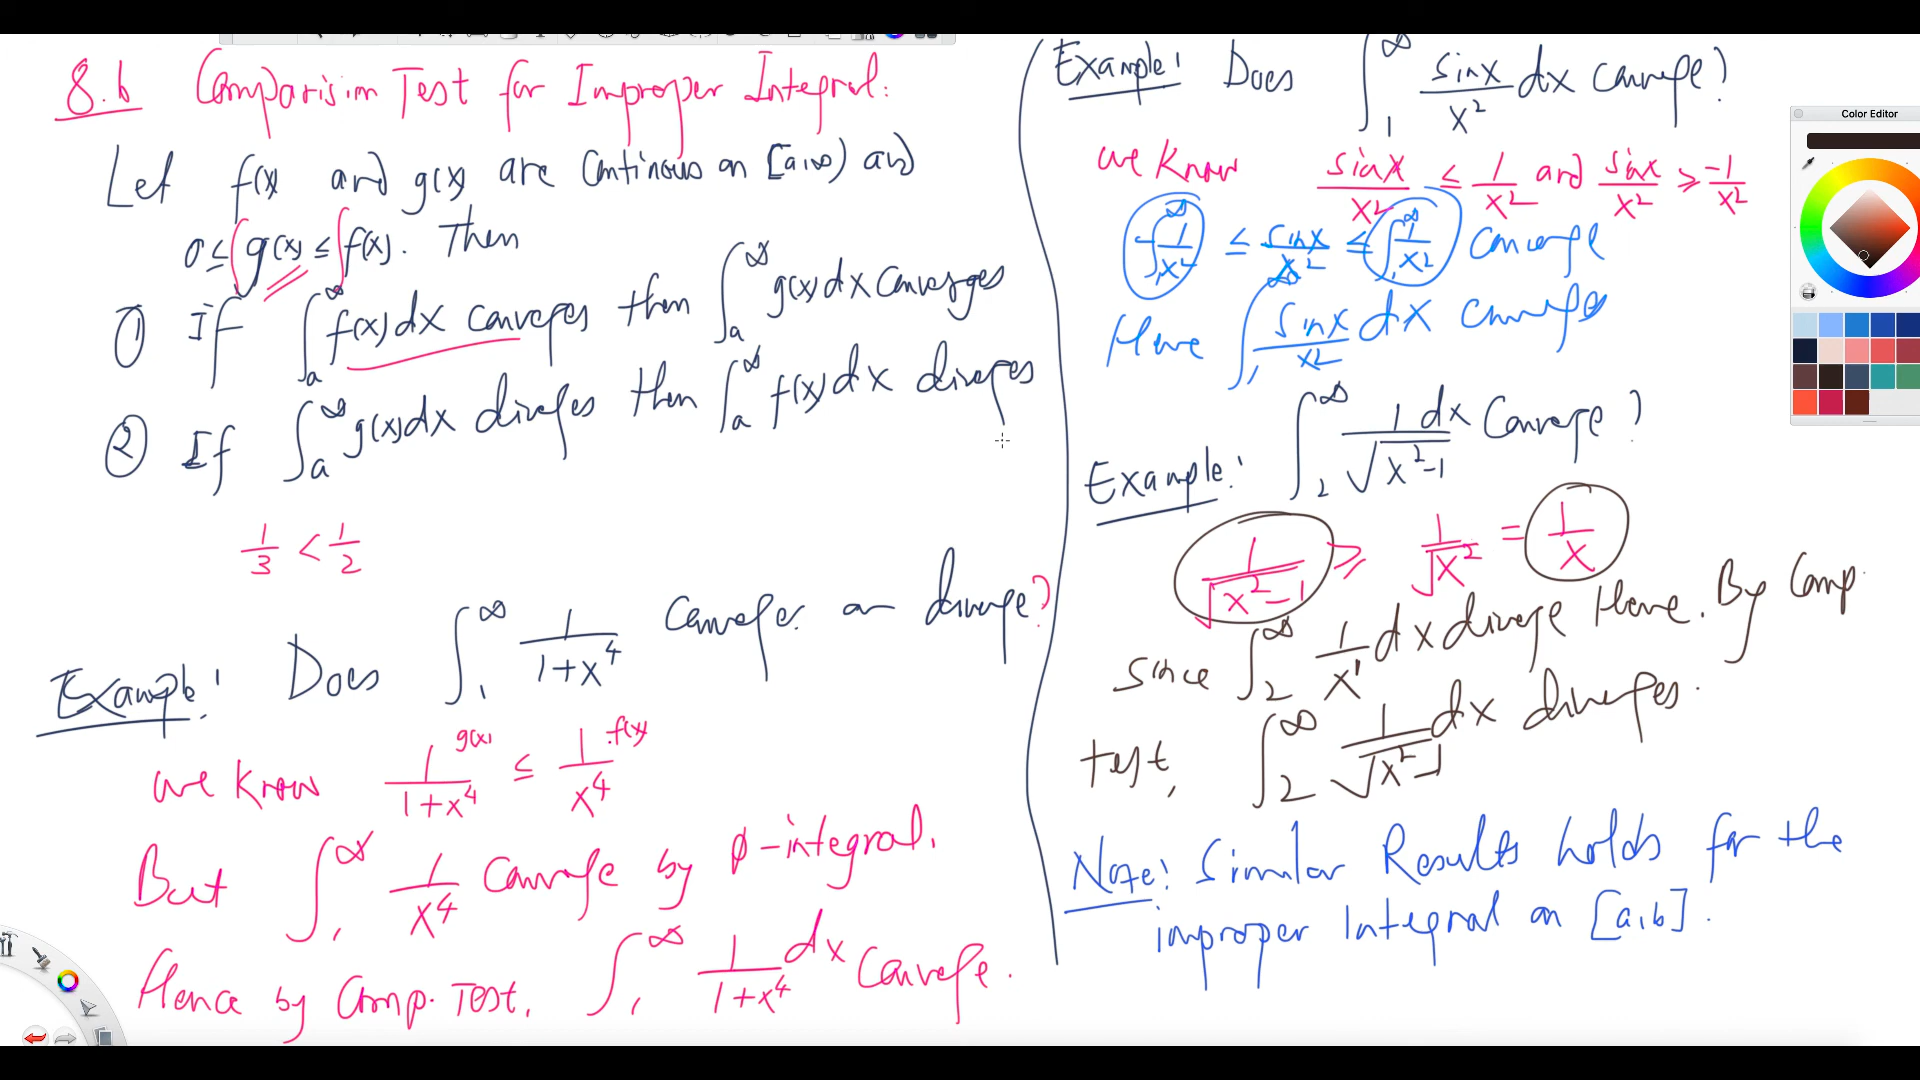 8.6 Comparisim Test for Improper Integral:
Let f(x) and g(x) are Continous on [a,∞) and
0 ≤ g(x) ≤ f(x). Then
① If ∫_a^∞ f(x)dx converges then ∫_a^∞ g(x)dx converges
② If ∫_a^∞ g(x)dx diverges then ∫_a^∞ f(x)dx diverges
1/3 < 1/2
Example: Does ∫_1^∞ 1/(1+x^4) converges or diverge?
We know 1/(1+x^4) g(x) ≤ 1/x^4 f(x)
But ∫_1^∞ 1/x^4 converge by p-integral.
Hence by Comp. Test, ∫_1^∞ 1/(1+x^4) dx converge.
Example: Does ∫_1^∞ sinx/x^2 dx converge?
We know sinx/x^2 ≤ 1/x^2 and sinx/x^2 ≥ -1/x^2
-∫_1^∞ 1/x^2 ≤ sinx/x^2 ≤ ∫_1^∞ 1/x^2 converge
Hence ∫_1^∞ sinx/x^2 dx converges
Example: ∫_2^∞ 1/√(x^2-1) dx Converge?
1/√(x^2-1) ≥ 1/√x^2 = 1/x
Since ∫_2^∞ 1/x^1 dx diverge Hence. By Comp.
test, ∫_2^∞ 1/√(x^2-1) dx diverges.
Note: Similar Results holds for the
improper Integral on [a,b].
Color Editor